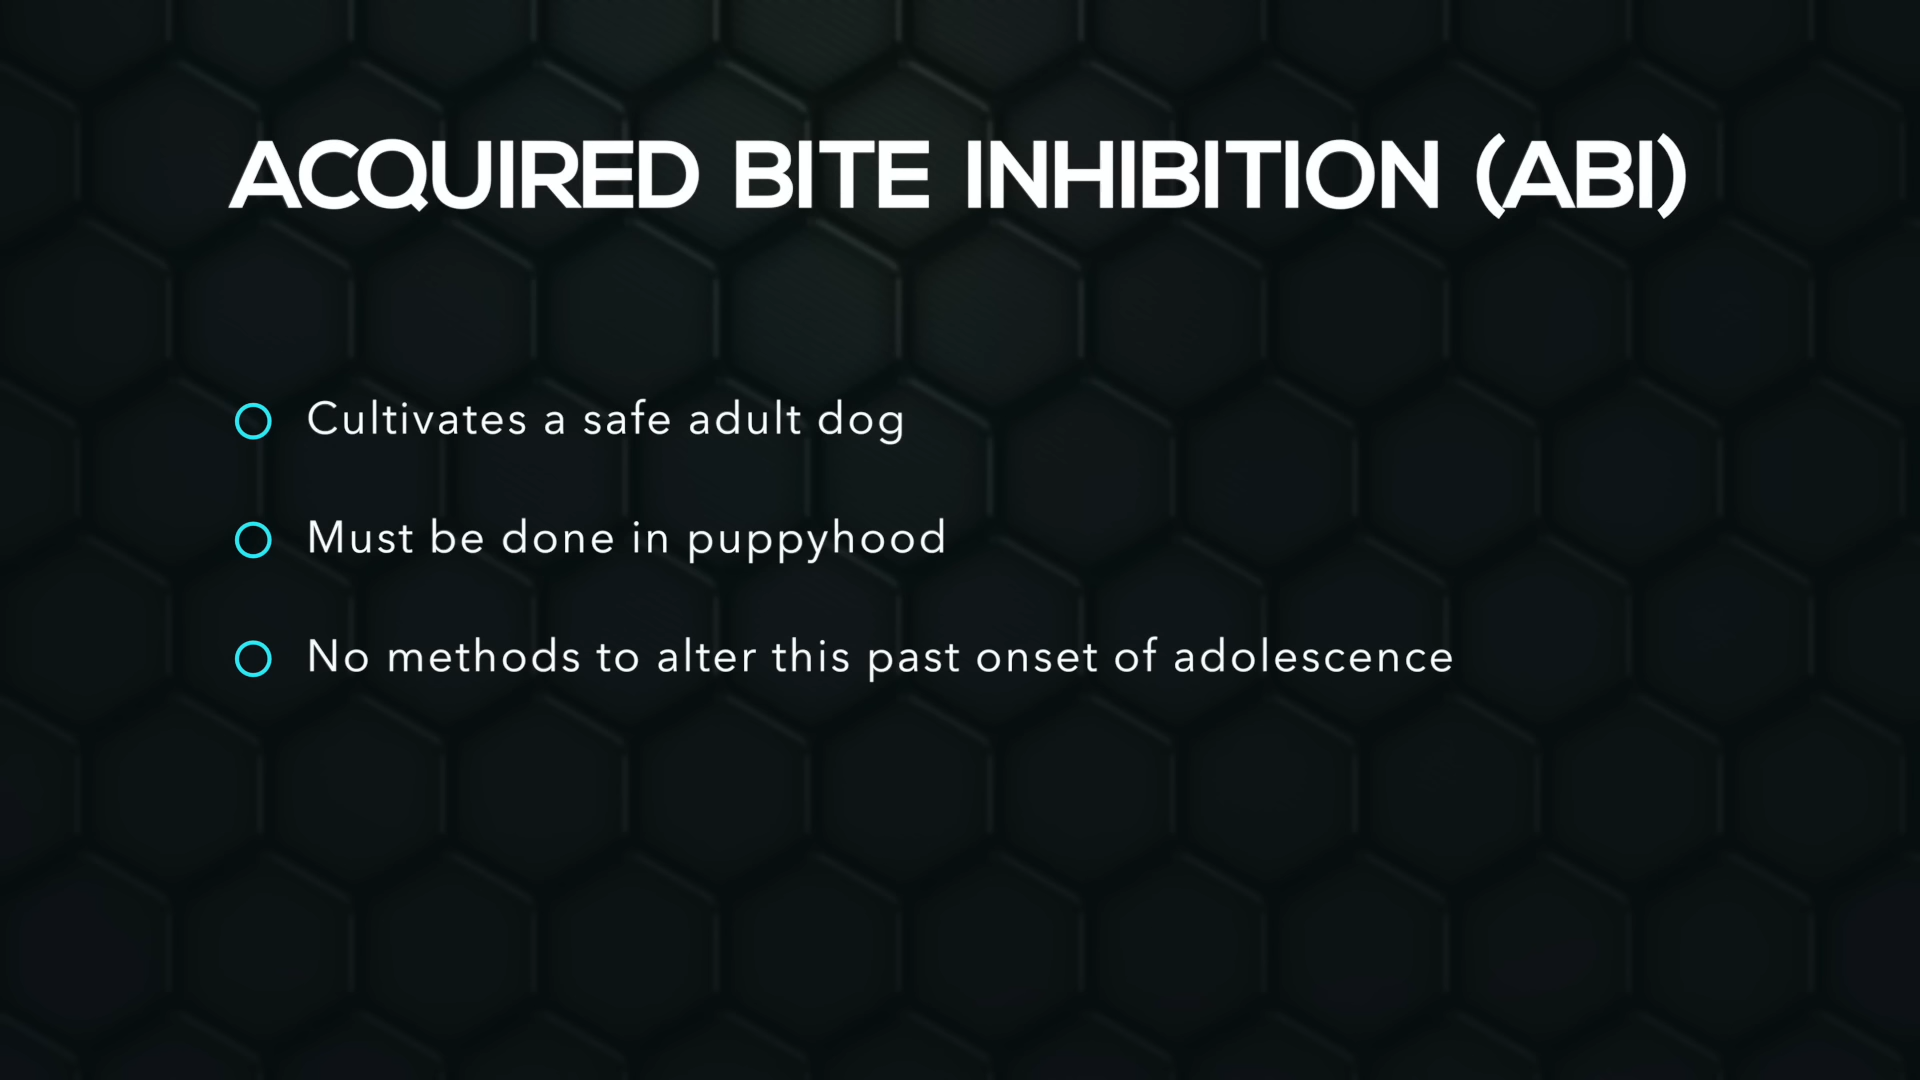 ACQUIRED BITE INHIBITION (ABI)
Cultivates a safe adult dog
Must be done in puppyhood
No methods to alter this past onset of adolescence